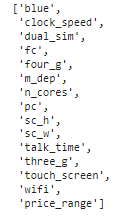 ['blue',
'clock_speed',
'dual_sim',
'fc',
'four_g',
'm_dep',
'n_cores',
'pc',
'sc_h',
'sc_w',
'talk_time',
'three_g',
'touch_screen',
'wifi',
'price_range']